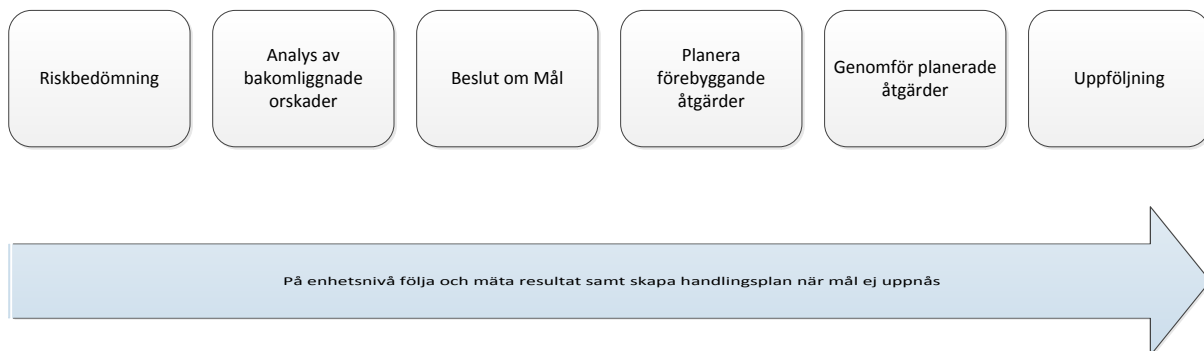 Riskbedömning
Analys av
bakomliggnade
orskader
Beslut om Mål
Planera
förebyggande
åtgärder
Genomför planerade
åtgärder
Uppföljning
På enhetsnivå följa och mäta resultat samt skapa handlingsplan när mål ej uppnås